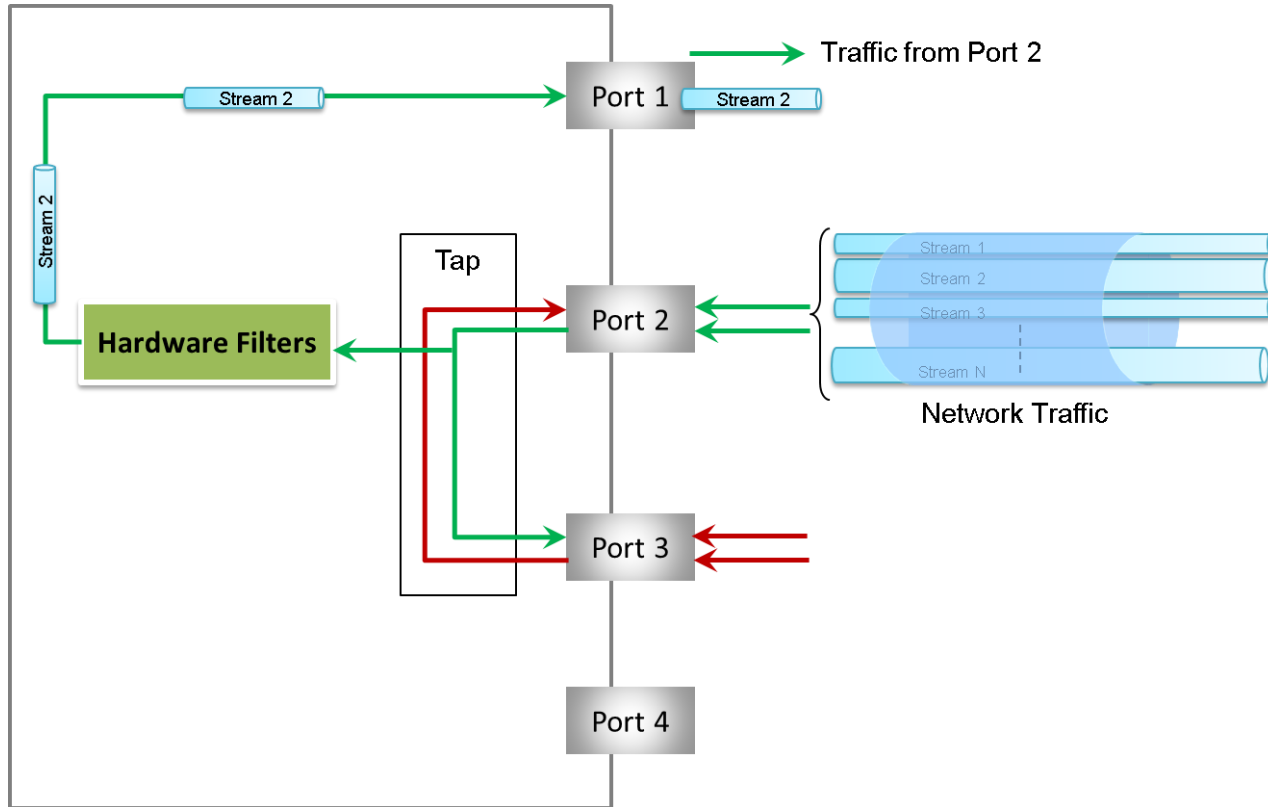 Traffic from Port 2
Stream 2
Port 1
Stream 2
Stream 2
Tap
Stream 1
Stream 2
Stream 3
Stream N
Network Traffic
Port 2
Hardware Filters
Port 3
Port 4